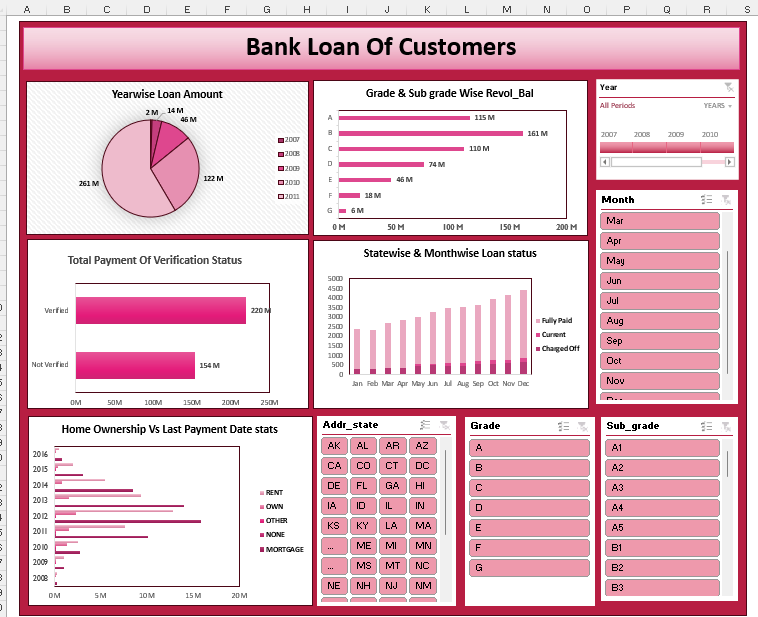 A B C D E F G H I J K L M N O P Q R S
Bank Loan Of Customers
Yearwise Loan Amount
2 M
14 M
46 M
122 M
261 M
2007
2008
2009
2010
2011
Grade & Sub grade Wise Revol_Bal
A 115 M
B 161 M
C 110 M
D 74 M
E 46 M
F 18 M
G 6 M
0 M 50 M 100 M 150 M 200 M
Year
All Periods YEARS
2007 2008 2009 2010
Month
Mar
Apr
May
Jun
Jul
Aug
Sep
Oct
Nov
Total Payment Of Verification Status
Verified 220 M
Not Verified 154 M
0M 50M 100M 150M 200M 250M
Statewise & Monthwise Loan status
5000
4500
4000
3500
3000
2500
2000
1500
1000
500
0
Jan Feb Mar Apr May Jun Jul Aug Sep Oct Nov Dec
Fully Paid
Current
Charged Off
Home Ownership Vs Last Payment Date stats
2016
2015
2014
2013
2012
2011
2010
2009
2008
0 M 5 M 10 M 15 M 20 M
RENT
OWN
OTHER
NONE
MORTGAGE
Addr_state
AK AL AR AZ
CA CO CT DC
DE FL GA HI
IA ID IL IN
KS KY LA MA
... ME MI MN
... MS MT NC
NE NH NJ NM
Grade
A
B
C
D
E
F
G
Sub_grade
A1
A2
A3
A4
A5
B1
B2
B3